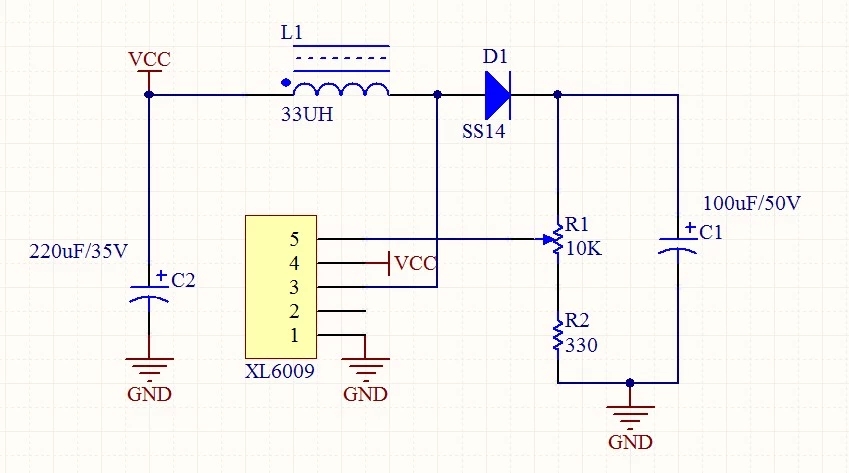 L1
VCC
D1
33UH
SS14
100uF/50V
R1
5
C1
10K
220uF/35V
4
VCC
C2
3
2
R2
1
330
XL6009
GND
GND
GND